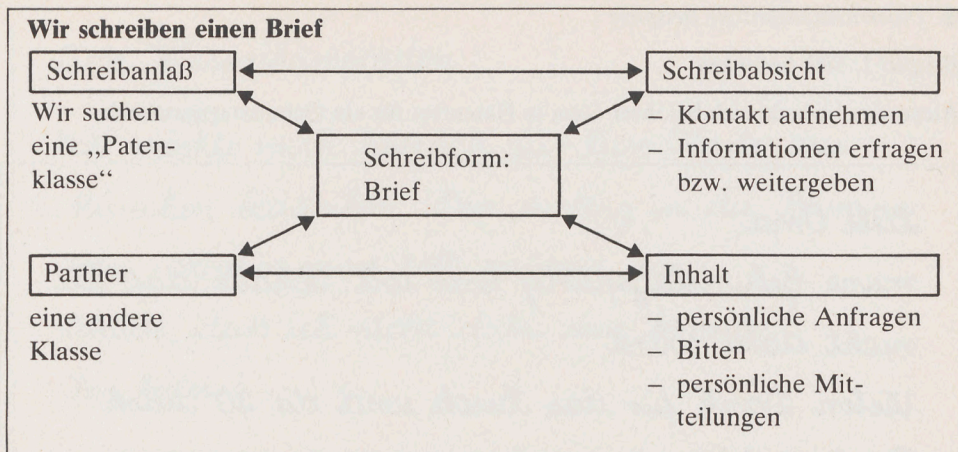 Wir schreiben einen Brief
Schreibanlaß
Wir suchen
eine „Paten-
klasse“
Schreibabsicht
– Kontakt aufnehmen
– Informationen erfragen
bzw. weitergeben
Schreibform:
Brief
Partner
eine andere
Klasse
Inhalt
– persönliche Anfragen
– Bitten
– persönliche Mit-
teilungen